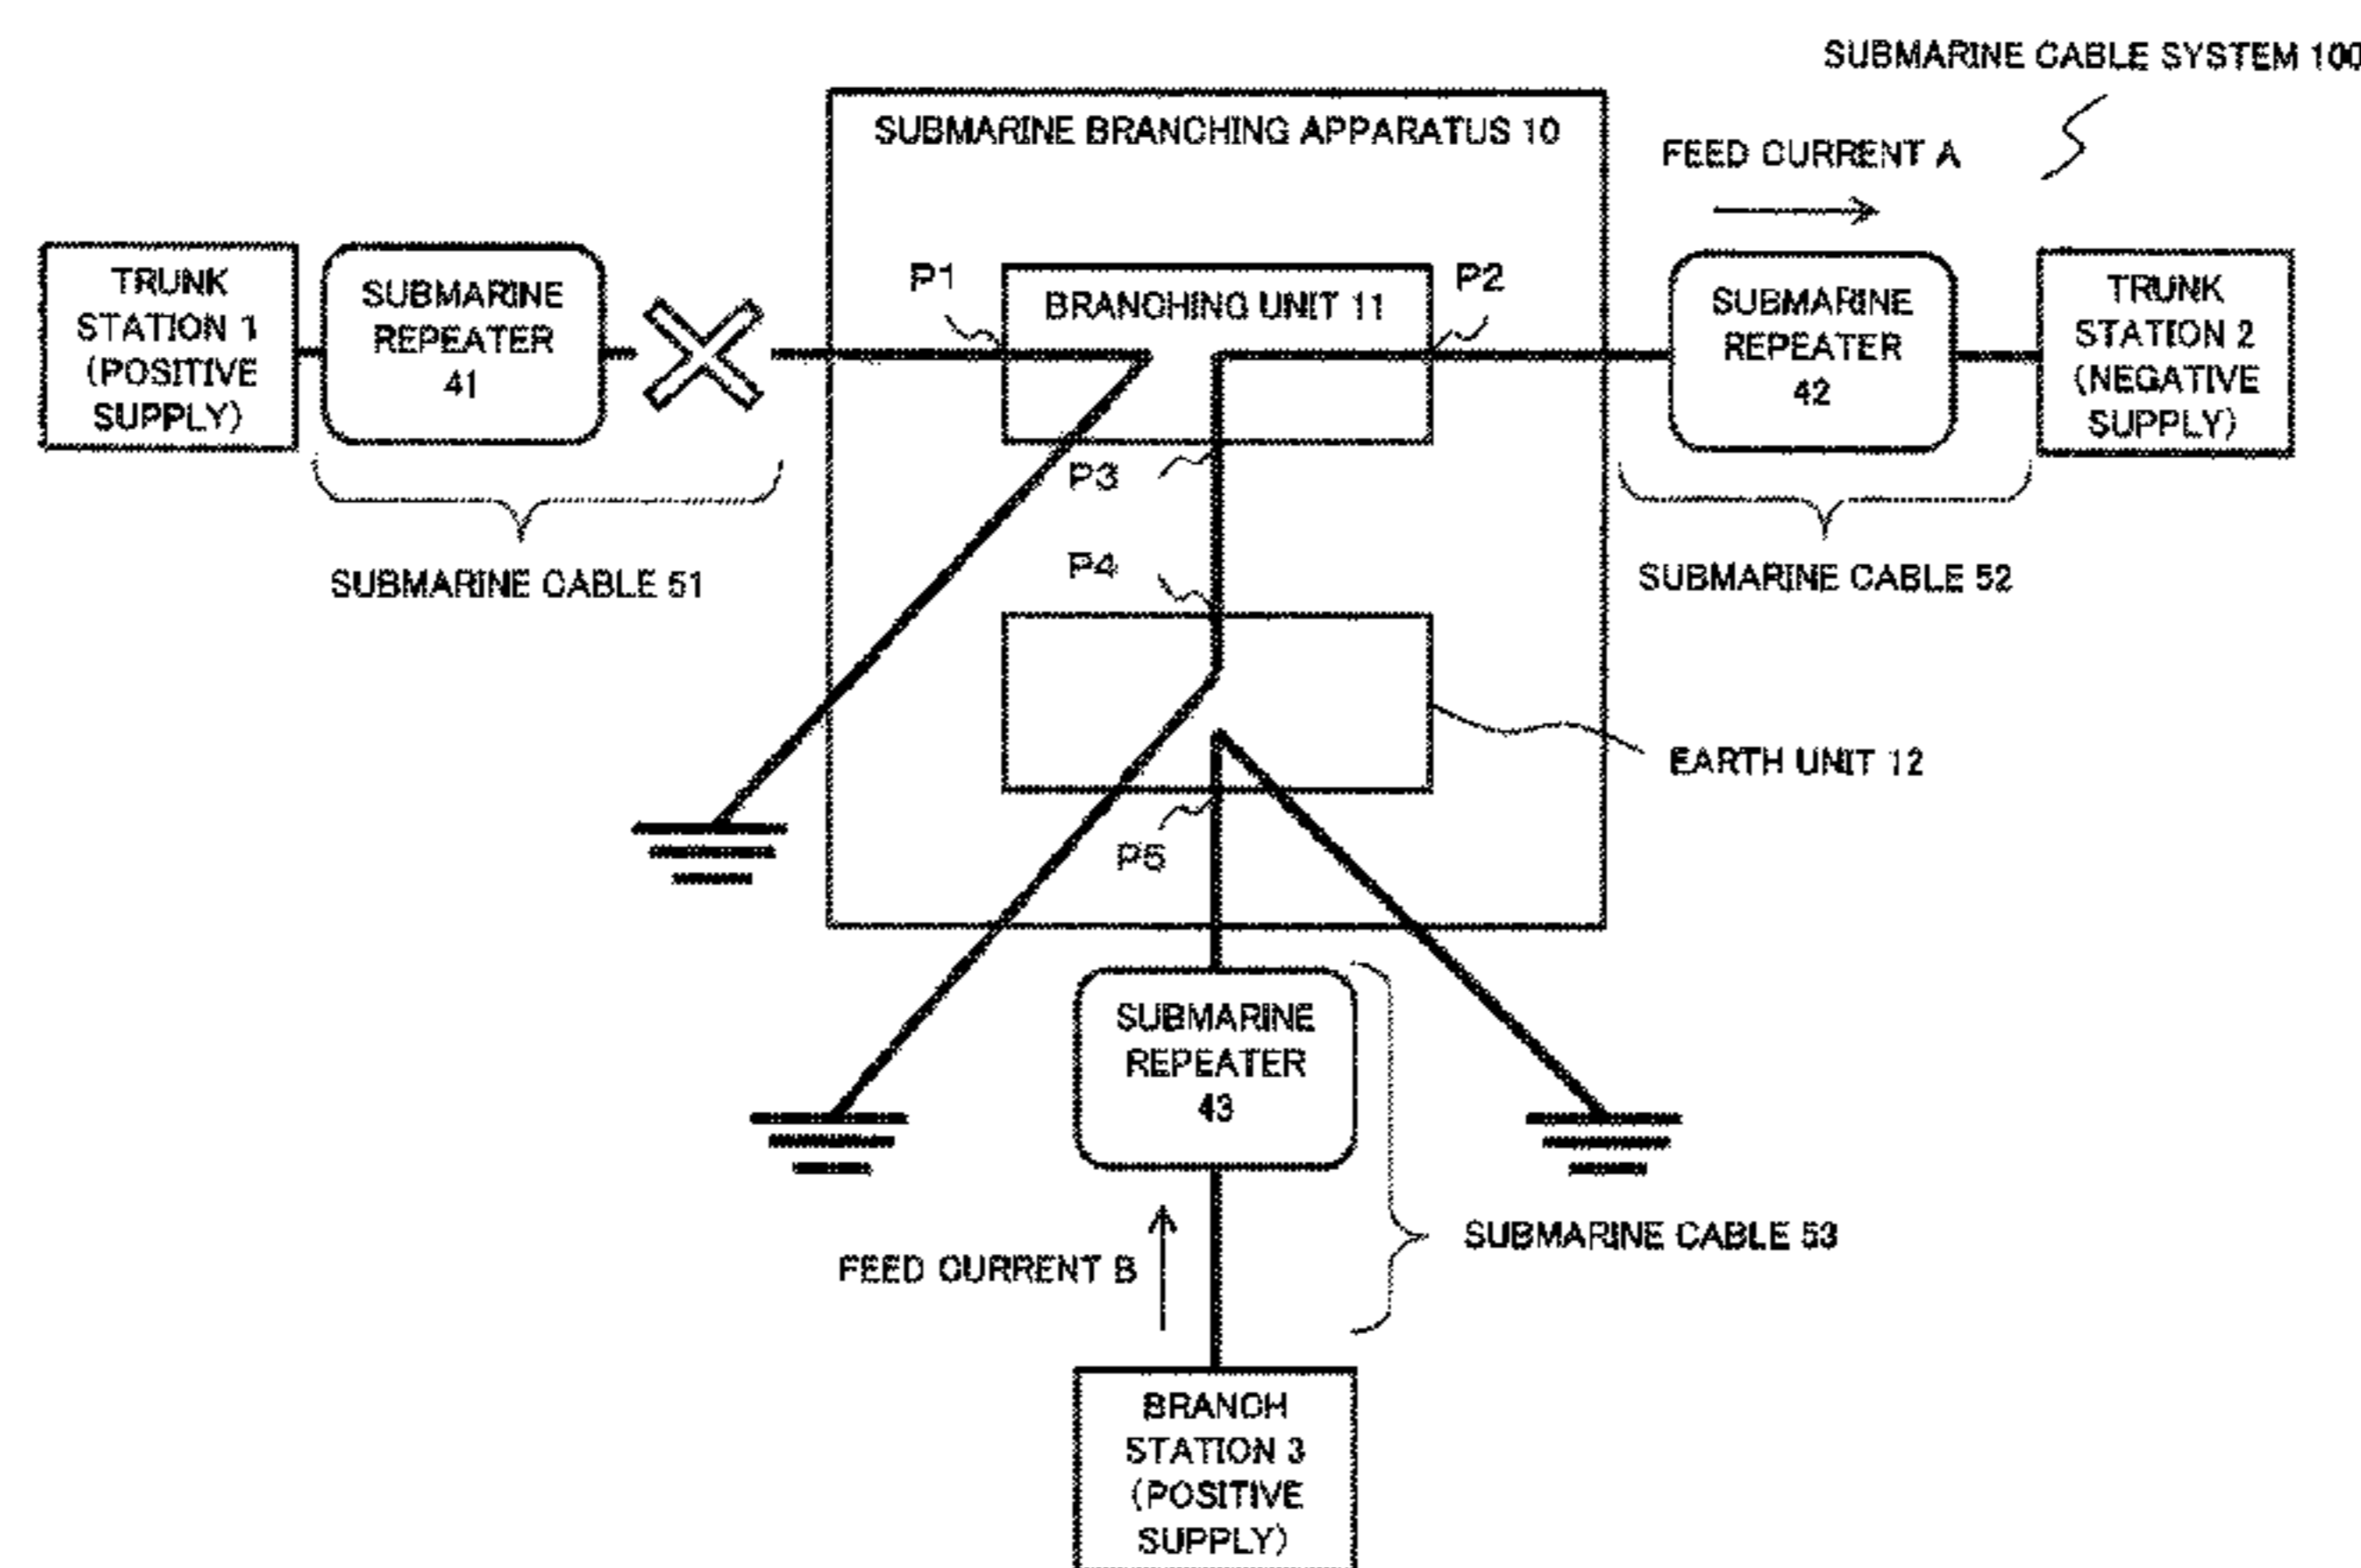 SUBMARINE CABLE SYSTEM 100
SUBMARINE BRANCHING APPARATUS 10
FEED CURRENT A
TRUNK
STATION 1
(POSITIVE
SUPPLY)
SUBMARINE
REPEATER
41
P1
BRANCHING UNIT 11
P2
SUBMARINE
REPEATER
42
TRUNK
STATION 2
(NEGATIVE
SUPPLY)
P3
SUBMARINE CABLE 51
P4
SUBMARINE CABLE 52
EARTH UNIT 12
P5
SUBMARINE
REPEATER
43
SUBMARINE CABLE 53
FEED CURRENT B
BRANCH
STATION 3
(POSITIVE
SUPPLY)